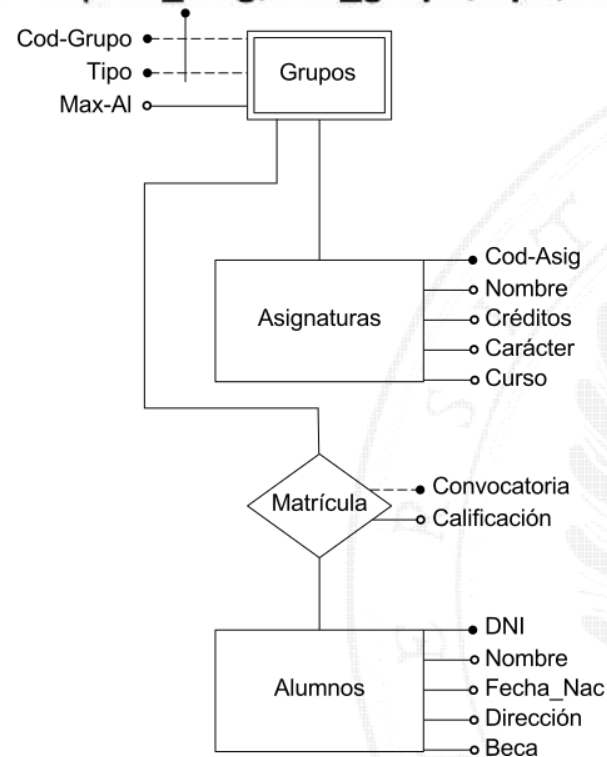 Cod-Grupo
Tipo
Max-Al
Grupos
Asignaturas
Cod-Asig
Nombre
Créditos
Carácter
Curso
Matrícula
Convocatoria
Calificación
Alumnos
DNI
Nombre
Fecha_Nac
Dirección
Beca